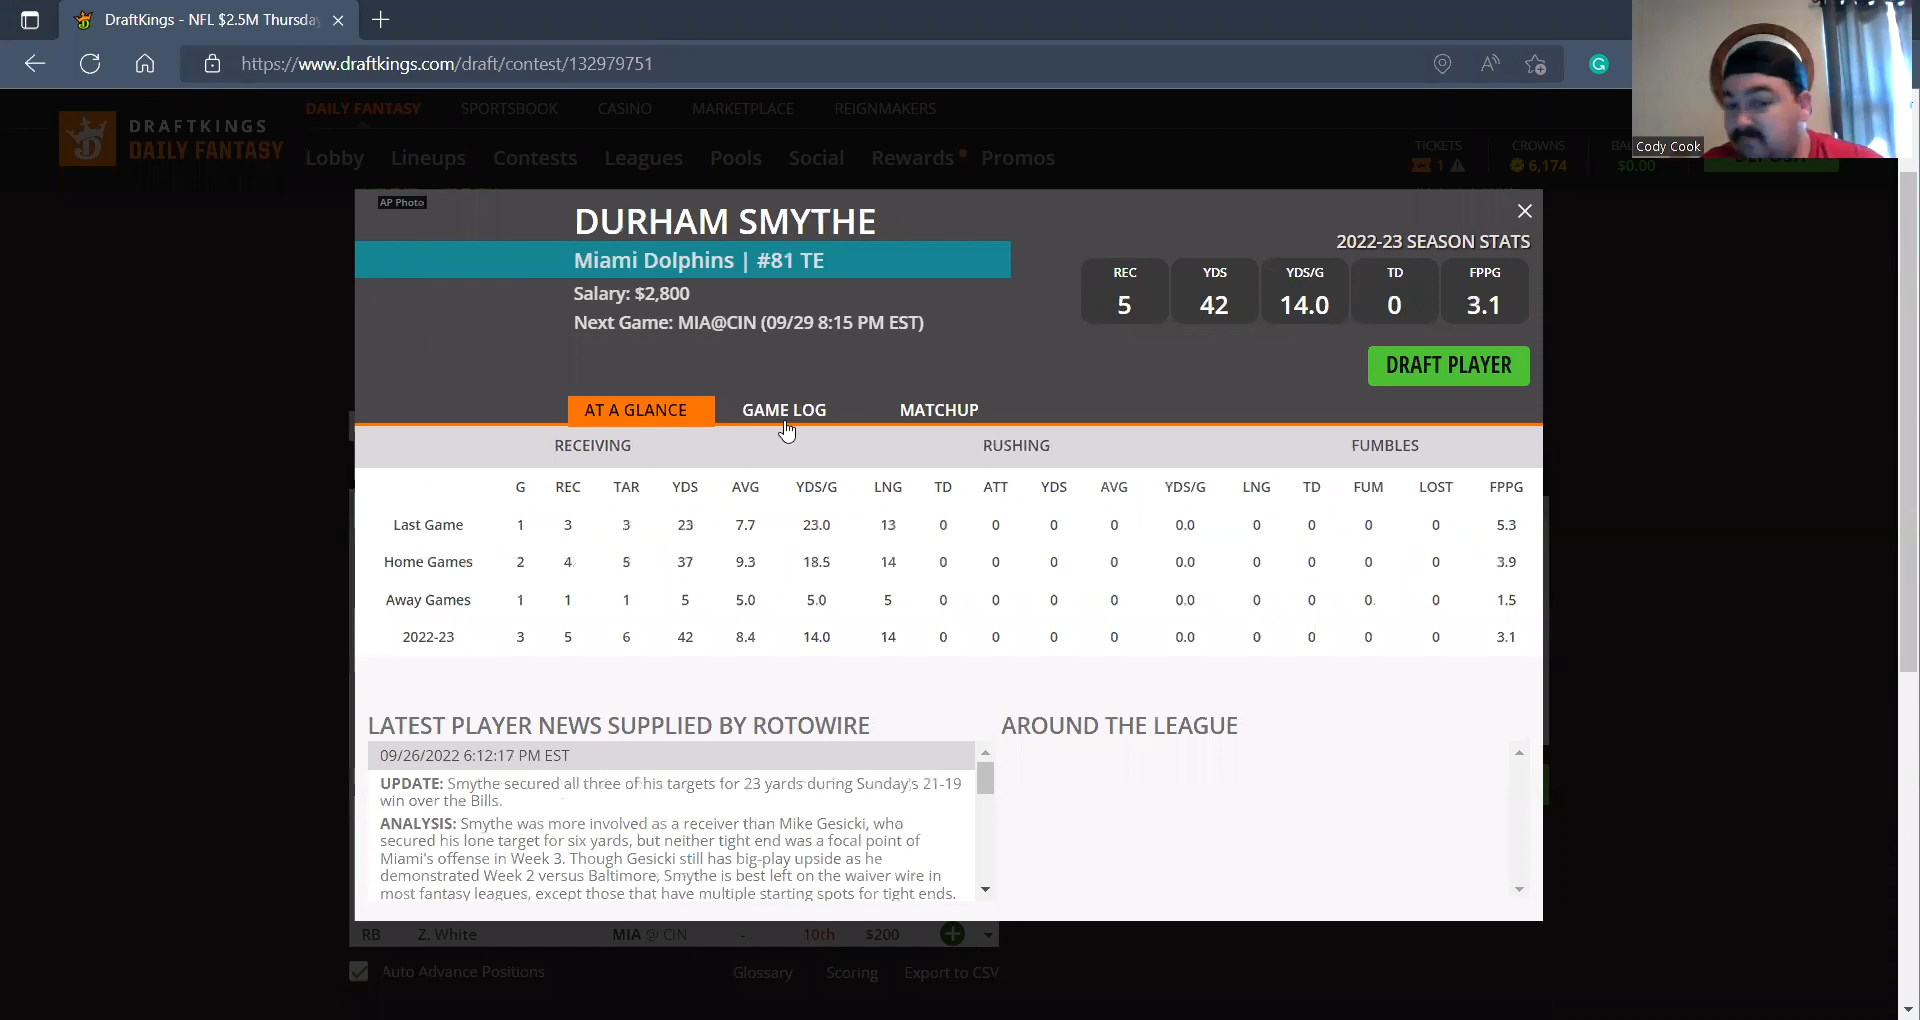 DraftKings - NFL $2.5M Thursda
https://www.draftkings.com/draft/contest/132979751
Cody Cook
DAILY FANTASY SPORTSBOOK CASINO MARKETPLACE REIGNMAKERS
DRAFTKINGS
DAILY FANTASY
Lobby Lineups Contests Leagues Pools Social Rewards Promos
TICKETS CROWNS
1 6,174 $0.00
AP Photo
DURHAM SMYTHE
Miami Dolphins | #81 TE
Salary: $2,800
Next Game: MIA@CIN (09/29 8:15 PM EST)
2022-23 SEASON STATS
REC YDS YDS/G TD FPPG
5 42 14.0 0 3.1
DRAFT PLAYER
AT A GLANCE GAME LOG MATCHUP
RECEIVING RUSHING FUMBLES
G REC TAR YDS AVG YDS/G LNG TD ATT YDS AVG YDS/G LNG TD FUM LOST FPPG
Last Game 1 3 3 23 7.7 23.0 13 0 0 0 0 0.0 0 0 0 0 5.3
Home Games 2 4 5 37 9.3 18.5 14 0 0 0 0 0.0 0 0 0 0 3.9
Away Games 1 1 1 5 5.0 5.0 5 0 0 0 0 0.0 0 0 0 0 1.5
2022-23 3 5 6 42 8.4 14.0 14 0 0 0 0 0.0 0 0 0 0 3.1
LATEST PLAYER NEWS SUPPLIED BY ROTOWIRE
09/26/2022 6:12:17 PM EST
UPDATE: Smythe secured all three of his targets for 23 yards during Sunday's 21-19
win over the Bills.
ANALYSIS: Smythe was more involved as a receiver than Mike Gesicki, who
secured his lone target for six yards, but neither tight end was a focal point of
Miami's offense in Week 3. Though Gesicki still has big-play upside as he
demonstrated Week 2 versus Baltimore, Smythe is best left on the waiver wire in
most fantasy leagues, except those that have multiple starting spots for tight ends.
AROUND THE LEAGUE
RB Z. White MIA @ CIN - 10th $200
Auto Advance Positions Glossary Scoring Export to CSV